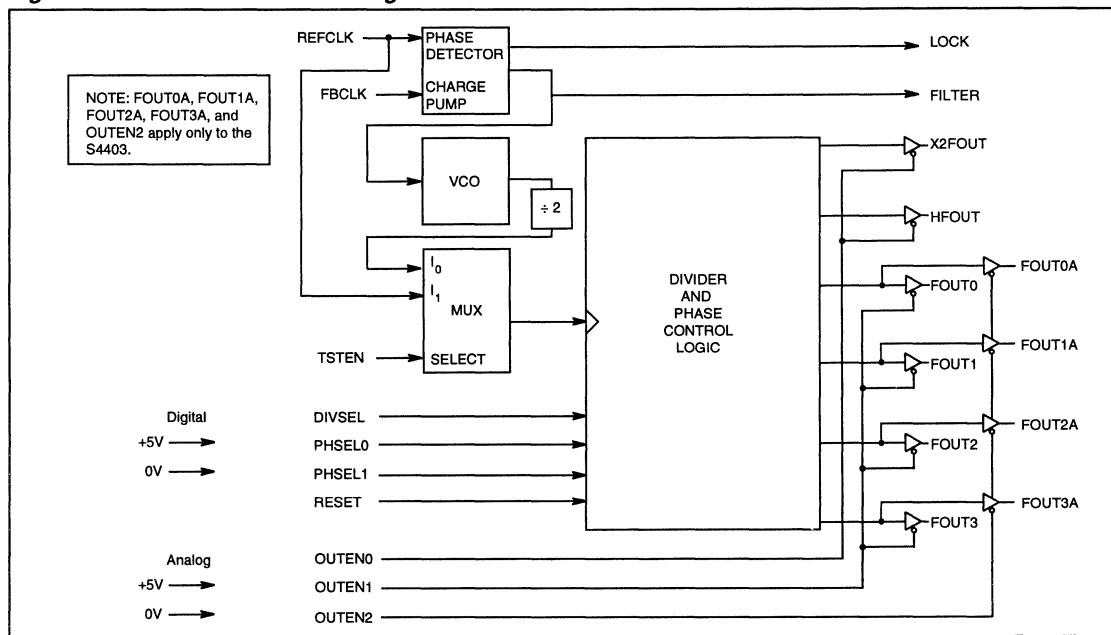 REFCLK
PHASE
DETECTOR
LOCK
NOTE: FOUT0A, FOUT1A,
FOUT2A, FOUT3A, and
OUTEN2 apply only to the
S4403.
FBCLK
CHARGE
PUMP
FILTER
VCO
÷ 2
X2FOUT
HFOUT
I0
I1
MUX
SELECT
TSTEN
DIVIDER
AND
PHASE
CONTROL
LOGIC
FOUT0A
FOUT0
FOUT1A
FOUT1
FOUT2A
FOUT2
FOUT3A
FOUT3
Digital
+5V
0V
DIVSEL
PHSEL0
PHSEL1
RESET
Analog
+5V
0V
OUTEN0
OUTEN1
OUTEN2